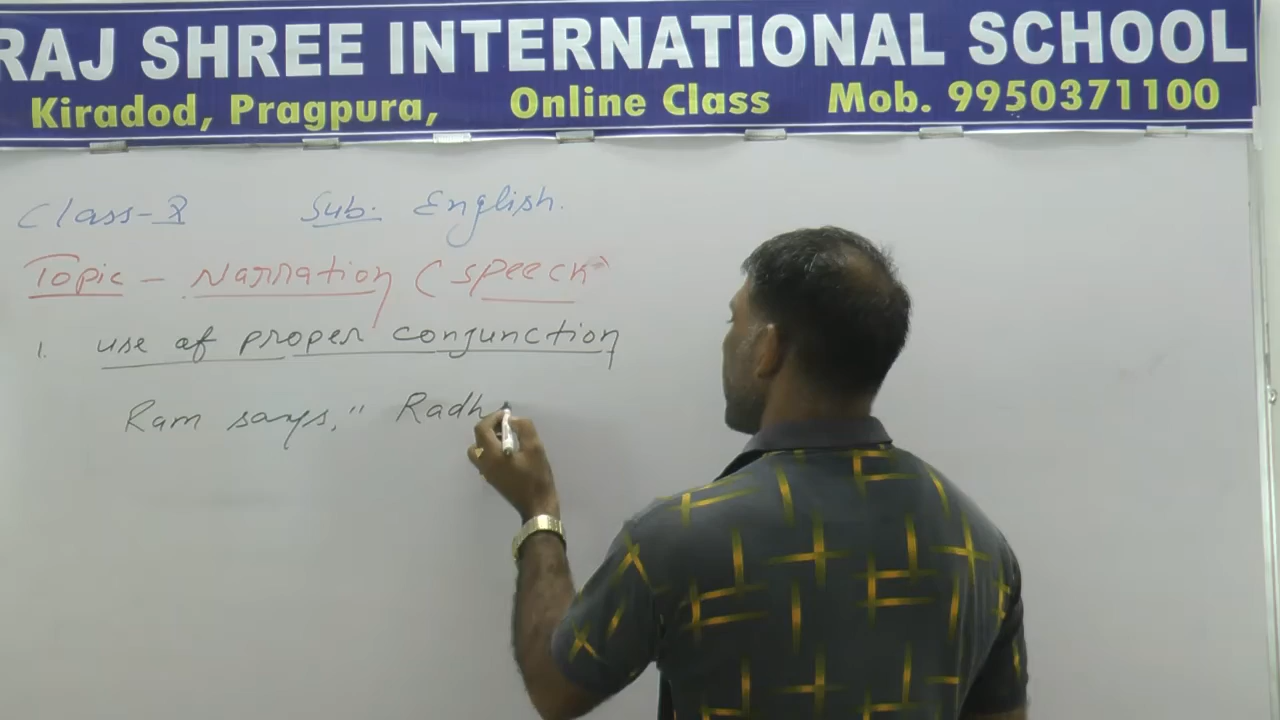 RAJ SHREE INTERNATIONAL SCHOOL
Kiradod, Pragpura, Online Class Mob. 9950371100
Class-X Sub. English.
Topic - Narration (speech
1. use of proper conjunction
Ram says, " Radh